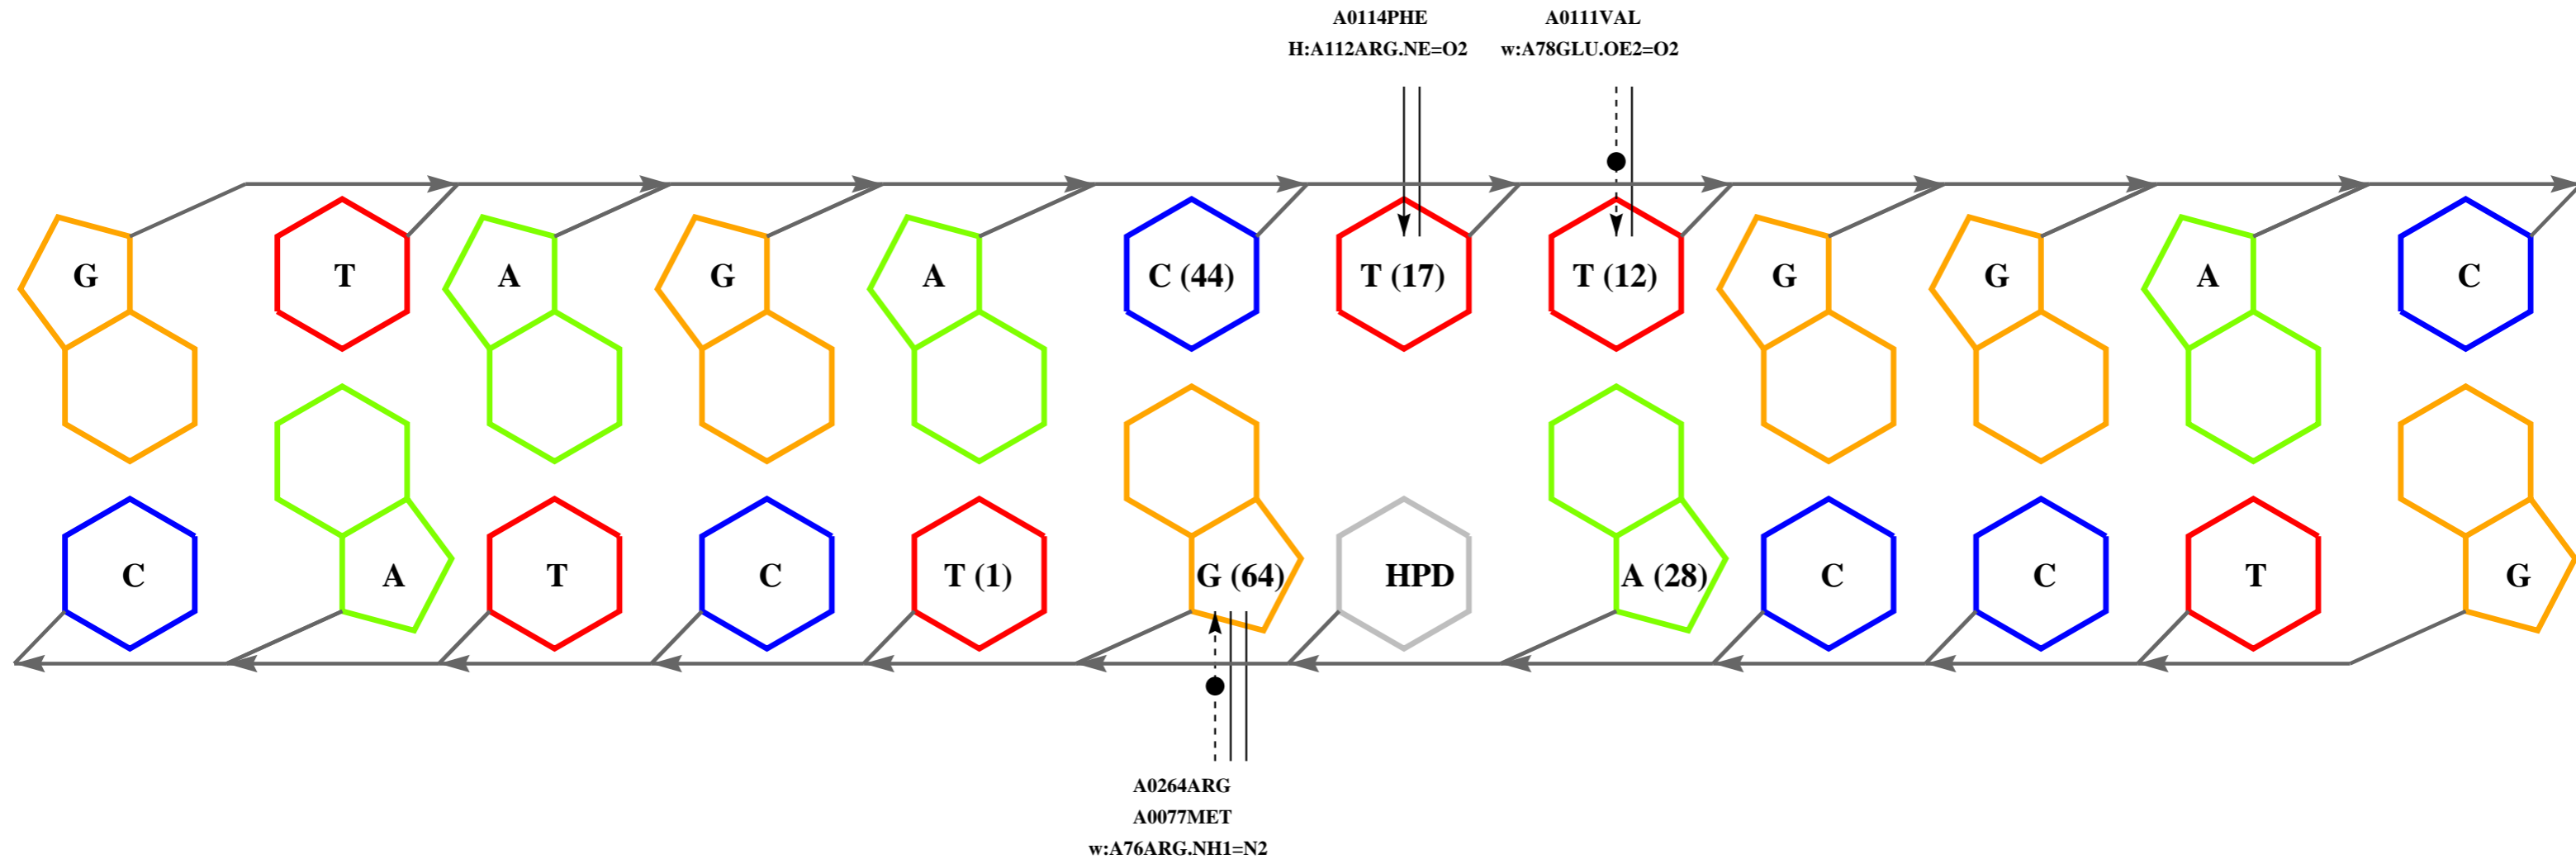 A0114PHE A0111VAL
H:A112ARG.NE=O2 w:A78GLU.OE2=O2
G T A G A C (44) T (17) T (12) G G A C
C A T C T (1) G (64) HPD A (28) C C T G
A0264ARG
A0077MET
w:A76ARG.NH1=N2